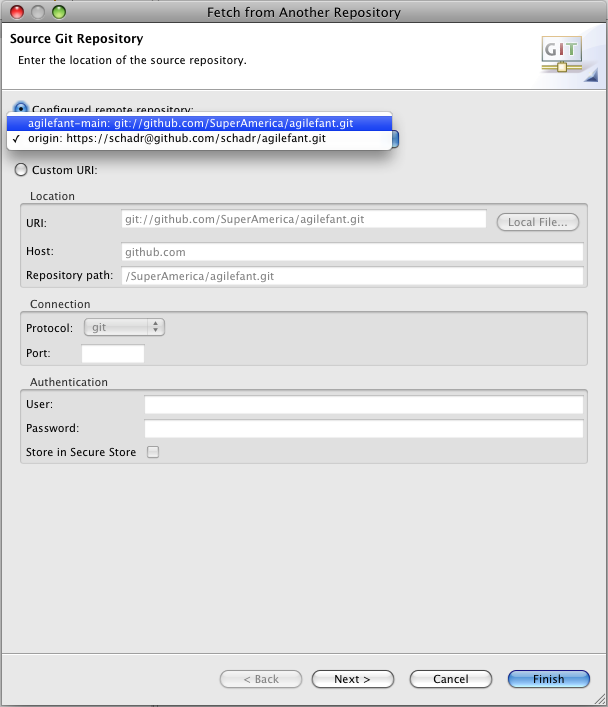 Fetch from Another Repository
Source Git Repository
Enter the location of the source repository.
GIT
Configured remote repository:
agilefant-main: git://github.com/SuperAmerica/agilefant.git
✓ origin: https://schadr@github.com/schadr/agilefant.git
Custom URI:
Location
URI: git://github.com/SuperAmerica/agilefant.git Local File...
Host: github.com
Repository path: /SuperAmerica/agilefant.git
Connection
Protocol: git
Port:
Authentication
User:
Password:
Store in Secure Store
< Back Next > Cancel Finish